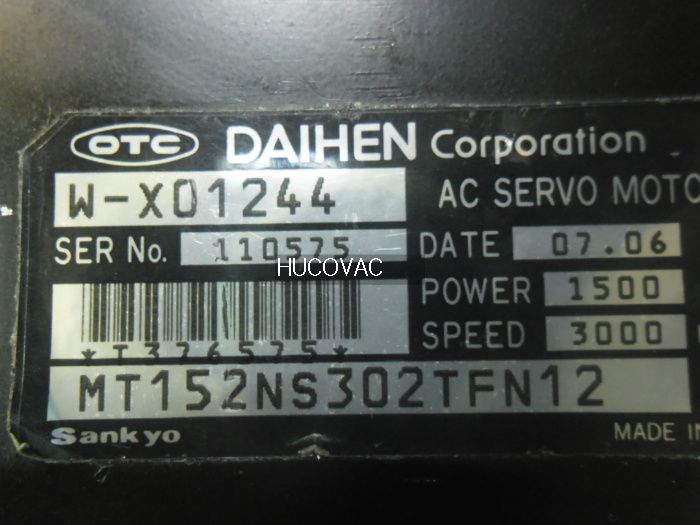 OTC DAIHEN Corporation
W-X01244 AC SERVO MOTO
SER No. 110575 DATE 07.06
HUCOVAC
POWER 1500
SPEED 3000
*T376575*
MT152NS302TFN12
Sankyo MADE IN